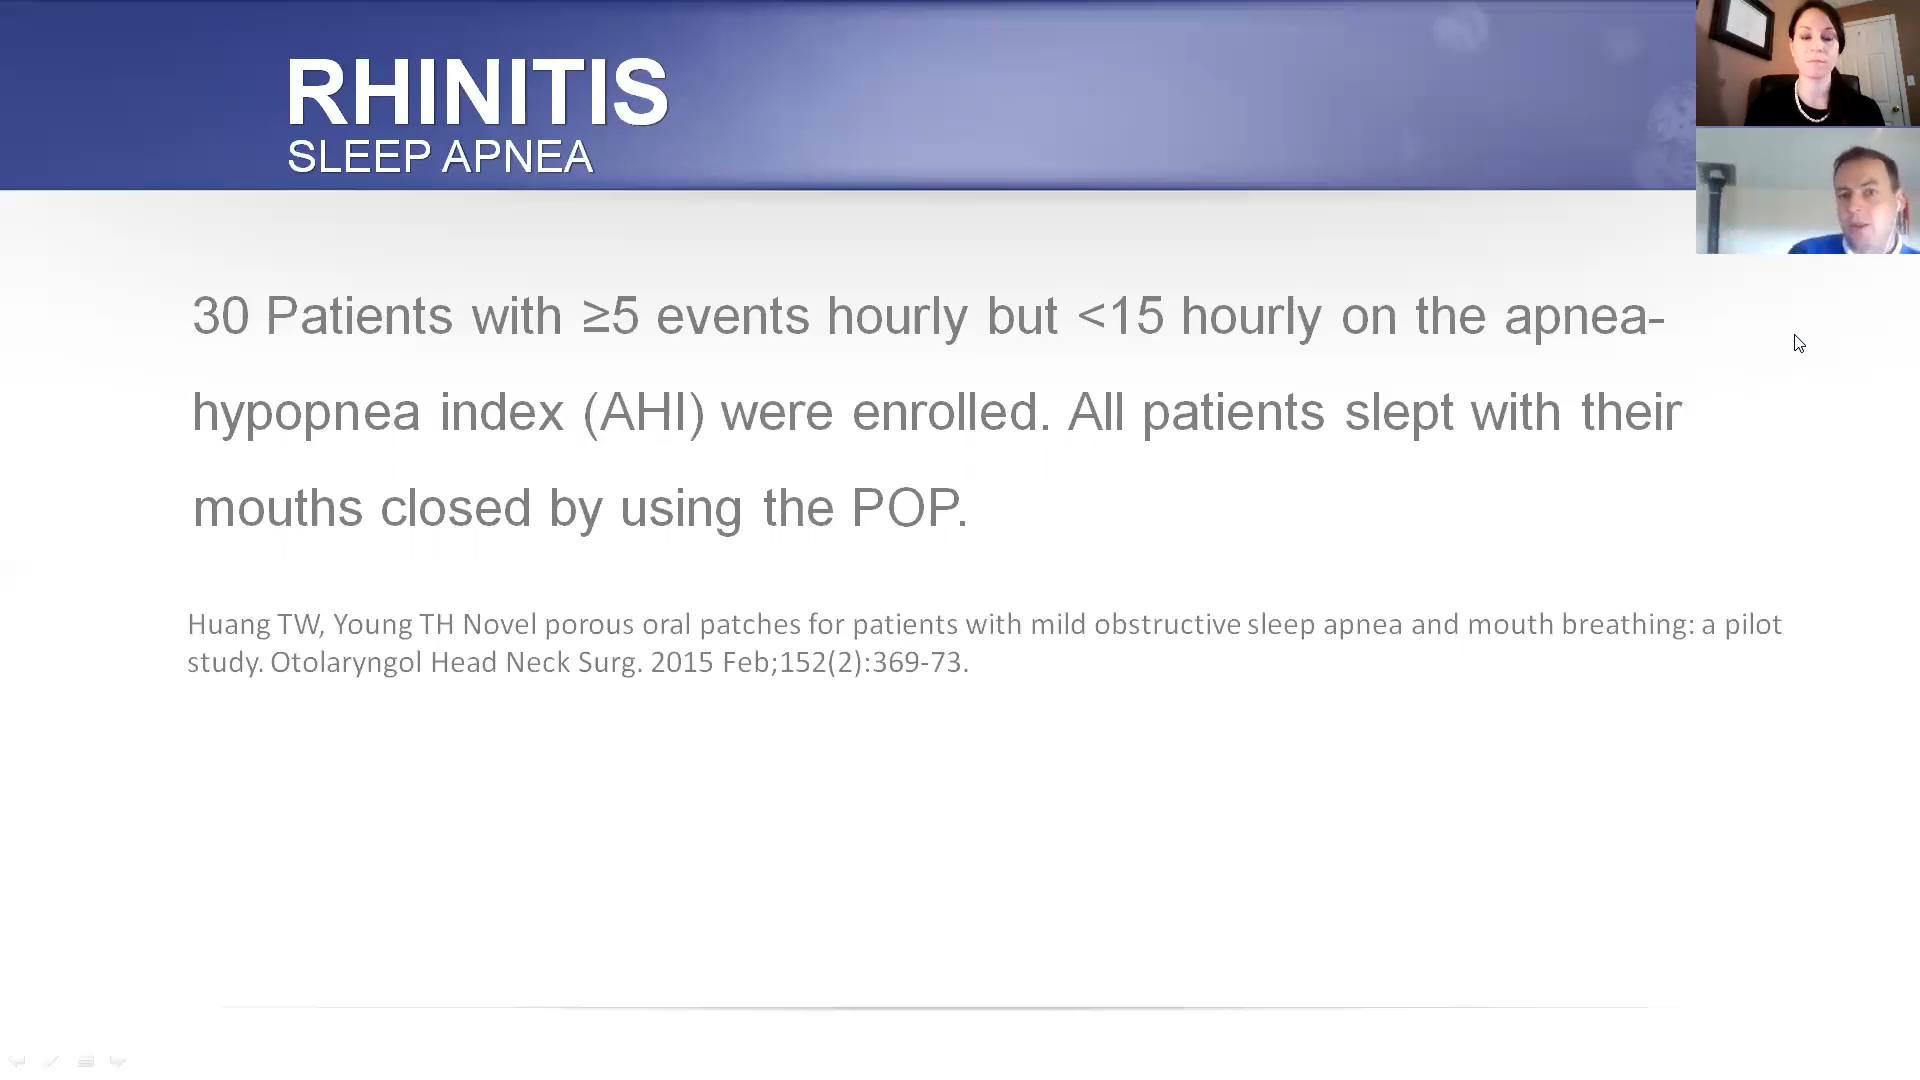 RHINITIS
SLEEP APNEA
30 Patients with ≥5 events hourly but <15 hourly on the apnea-
hypopnea index (AHI) were enrolled. All patients slept with their
mouths closed by using the POP.
Huang TW, Young TH Novel porous oral patches for patients with mild obstructive sleep apnea and mouth breathing: a pilot
study. Otolaryngol Head Neck Surg. 2015 Feb;152(2):369-73.